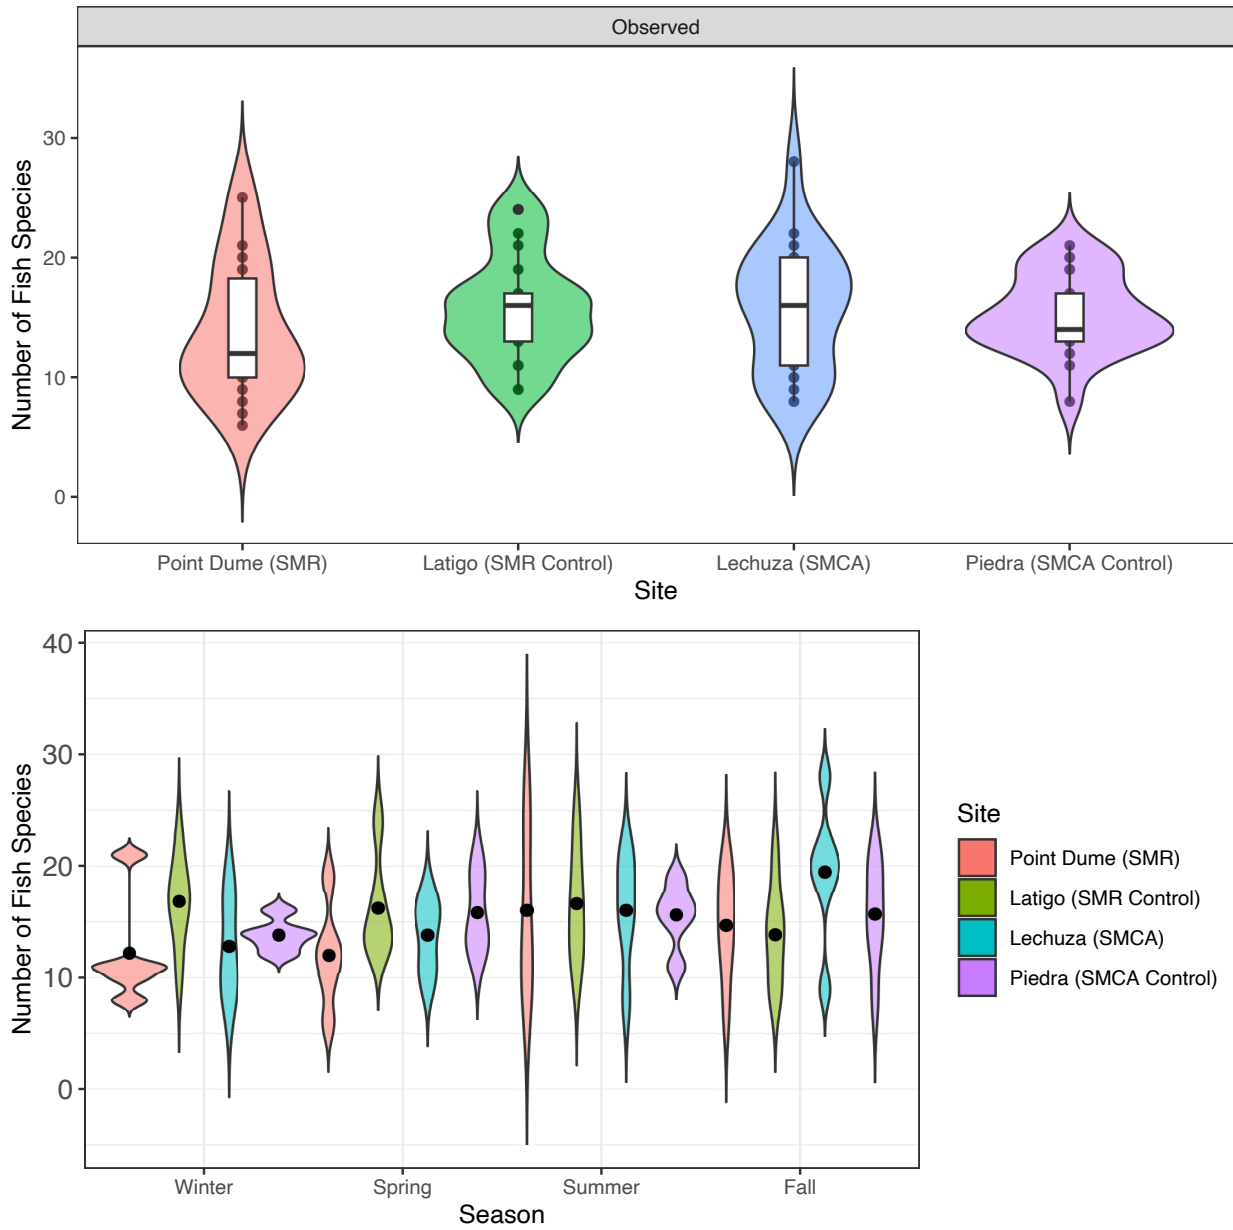 Observed
Number of Fish Species
30
20
10
0
Point Dume (SMR)
Latigo (SMR Control)
Lechuza (SMCA)
Piedra (SMCA Control)
Site
Number of Fish Species
40
30
20
10
0
Winter
Spring
Summer
Fall
Season
Site
Point Dume (SMR)
Latigo (SMR Control)
Lechuza (SMCA)
Piedra (SMCA Control)